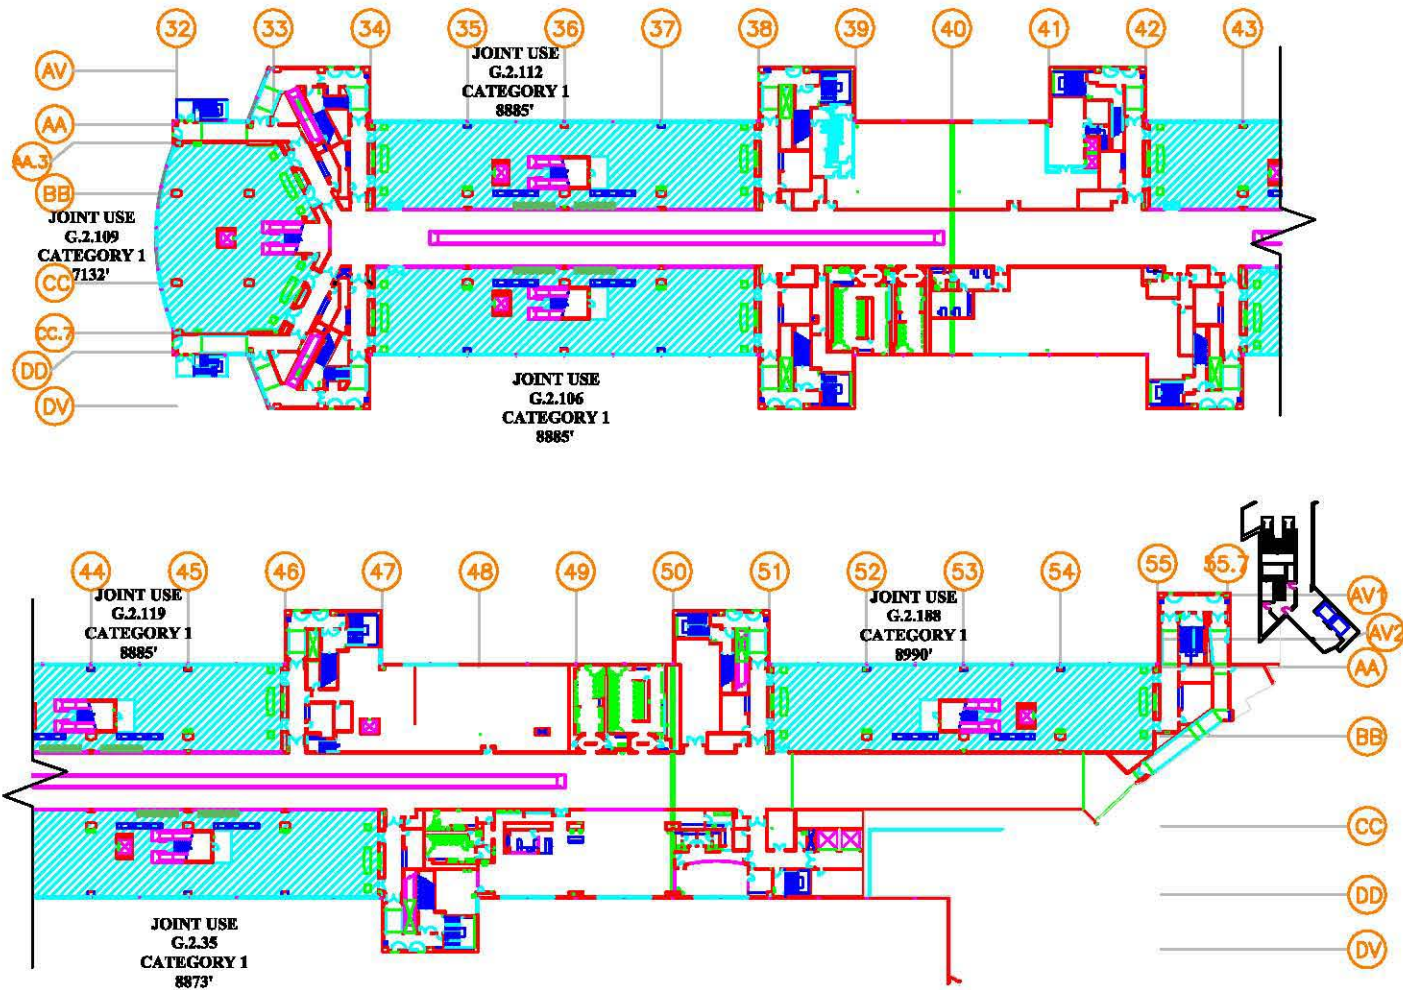 32 33 34 35 36 37 38 39 40 41 42 43
JOINT USE
G.2.112
CATEGORY 1
8885'
AV
AA
AA.3
BB
JOINT USE
G.2.109
CATEGORY 1
7132'
CC
CC.7
DD
DV
JOINT USE
G.2.106
CATEGORY 1
8885'
44 45 46 47 48 49 50 51 52 53 54 55 55.7
JOINT USE
G.2.119
CATEGORY 1
8885'
JOINT USE
G.2.188
CATEGORY 1
8990'
AV1
AV2
AA
BB
CC
DD
DV
JOINT USE
G.2.35
CATEGORY 1
8873'